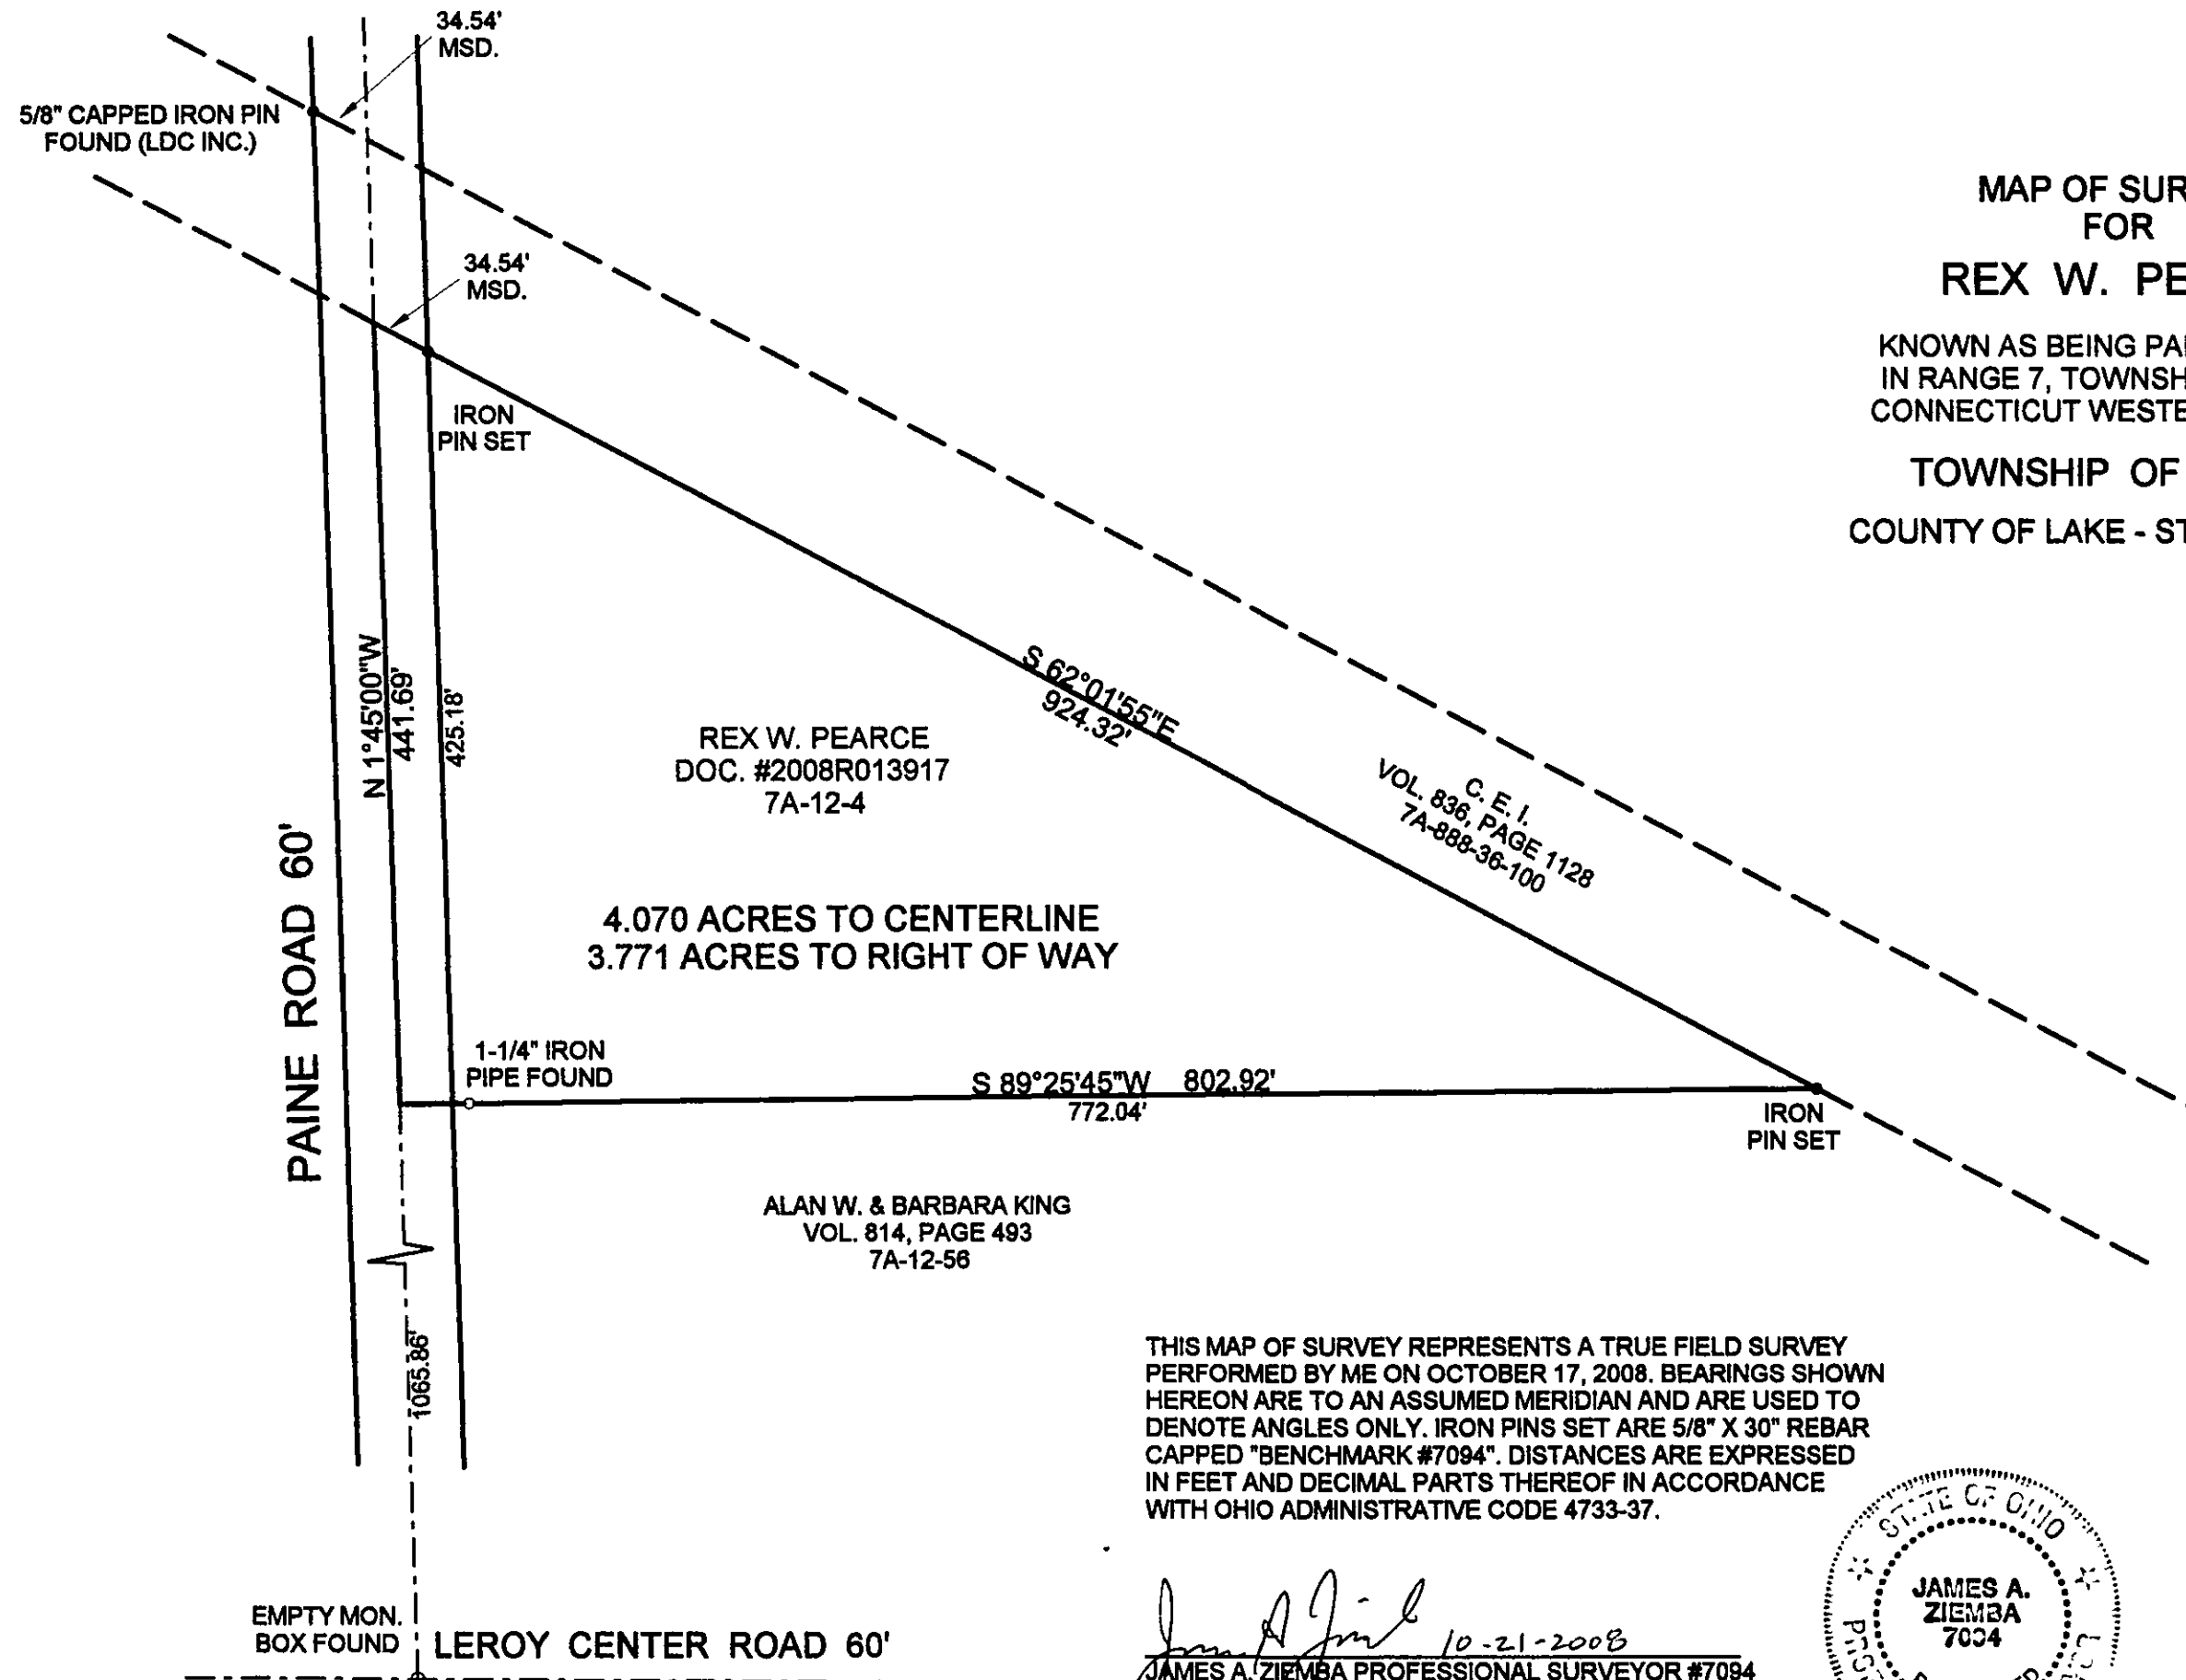 34.54'
MSD.
5/8" CAPPED IRON PIN
FOUND (LDC INC.)
34.54'
MSD.
IRON
PIN SET
MAP OF SUR
FOR
REX W. PE
KNOWN AS BEING PA
IN RANGE 7, TOWNSH
CONNECTICUT WESTE
TOWNSHIP OF
COUNTY OF LAKE - ST
N 1°45'00"W
441.69'
425.18'
S 62°01'55"E
924.32'
REX W. PEARCE
DOC. #2008R013917
7A-12-4
C. E. I.
VOL. 836, PAGE 1128
7A-888-36-100
4.070 ACRES TO CENTERLINE
3.771 ACRES TO RIGHT OF WAY
PAINE ROAD 60'
1-1/4" IRON
PIPE FOUND
S 89°25'45"W 802.92'
772.04'
IRON
PIN SET
ALAN W. & BARBARA KING
VOL. 814, PAGE 493
7A-12-56
1065.86'
THIS MAP OF SURVEY REPRESENTS A TRUE FIELD SURVEY
PERFORMED BY ME ON OCTOBER 17, 2008. BEARINGS SHOWN
HEREON ARE TO AN ASSUMED MERIDIAN AND ARE USED TO
DENOTE ANGLES ONLY. IRON PINS SET ARE 5/8" X 30" REBAR
CAPPED "BENCHMARK #7094". DISTANCES ARE EXPRESSED
IN FEET AND DECIMAL PARTS THEREOF IN ACCORDANCE
WITH OHIO ADMINISTRATIVE CODE 4733-37.
EMPTY MON.
BOX FOUND
LEROY CENTER ROAD 60'
10-21-2008
JAMES A. ZIEMBA PROFESSIONAL SURVEYOR #7094
STATE OF OHIO
JAMES A.
ZIEMBA
7094